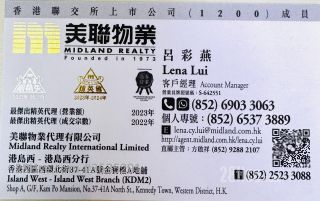 香港聯交所上市公司(1200)成員
美聯物業
MIDLAND REALTY
Founded in 1973
呂彩燕
Lena Lui
客戶經理 Account Manager
S-642551
(852) 6903 3063
個人專號: (852) 6537 3889
E lena.cy.lui@midland.com.hk
agent.midland.com.hk
(852) 9288 2107
(852) 2523 3088
最傑出精英代理 (營業額) 2023年
最傑出精英代理 (成交宗數) 2022年
美聯物業代理有限公司
Midland Realty International Limited
港島西 - 港島西分行
Island West - Island West Branch (KDM2)
Shop A, G/F, Kam Po Mansion, No.37-41A North St., Kennedy Town, Western District, H.K.